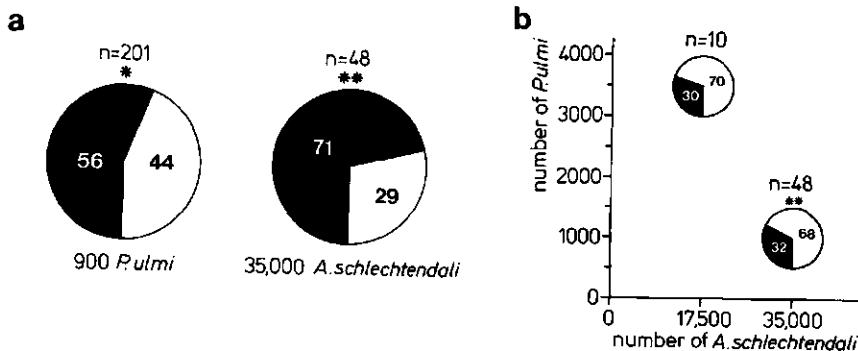 a
n=201
*
56
44
900 P.ulmi
n=48
**
71
29
35,000 A.schlechtendali
b
number of P.ulmi
4000
3000
2000
1000
0
n=10
70
30
n=48
**
68
32
0
17,500
35,000
number of A.schlechtendali